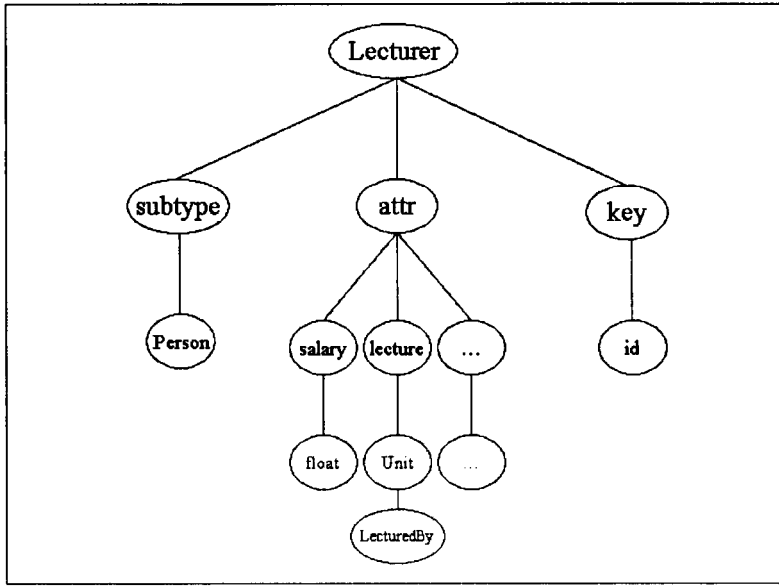 Lecturer
subtype attr key
Person salary lecture ... id
float Unit ...
LecturedBy